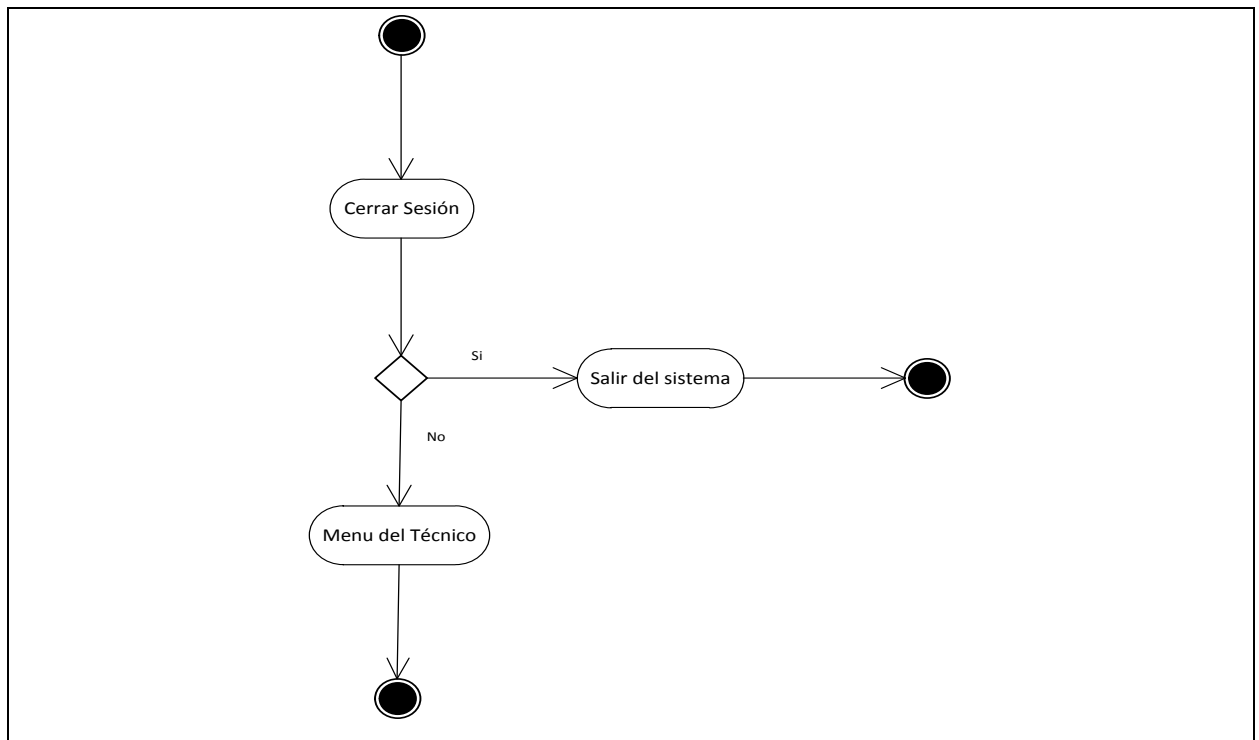 Cerrar Sesión
Si
Salir del sistema
No
Menu del Técnico